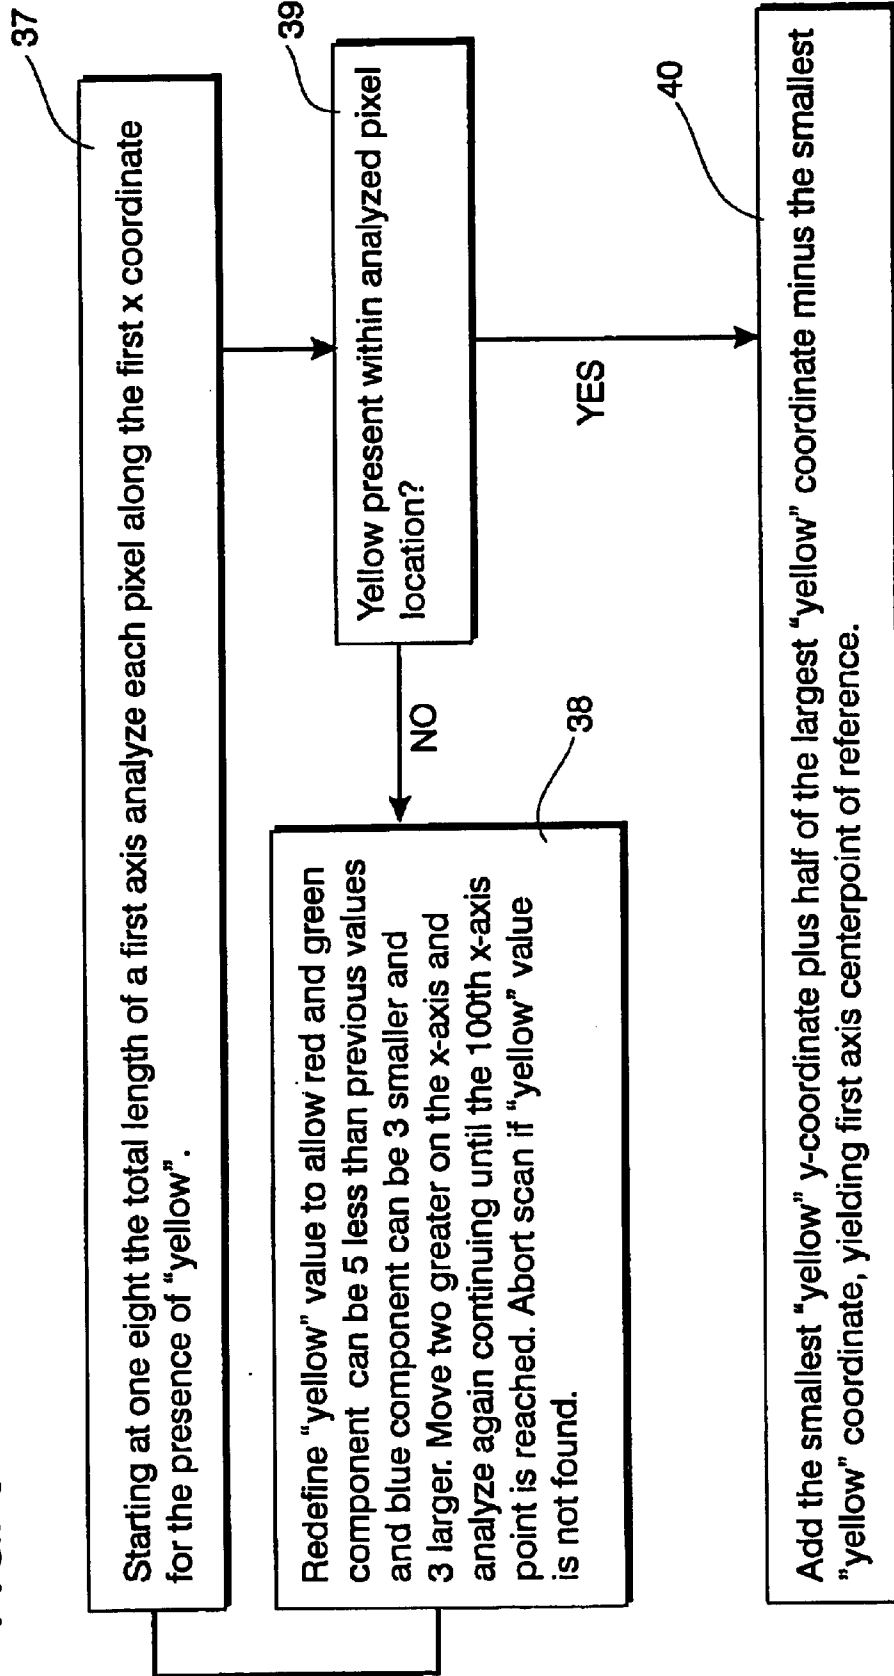 37
Starting at one eight the total length of a first axis analyze each pixel along the first x coordinate
for the presence of “yellow”.
39
Yellow present within analyzed pixel
location?
NO
YES
38
Redefine “yellow” value to allow red and green
component can be 5 less than previous values
and blue component can be 3 smaller and
3 larger. Move two greater on the x-axis and
analyze again continuing until the 100th x-axis
point is reached. Abort scan if “yellow” value
is not found.
40
Add the smallest “yellow” y-coordinate plus half of the largest “yellow” coordinate minus the smallest
”yellow” coordinate, yielding first axis centerpoint of reference.